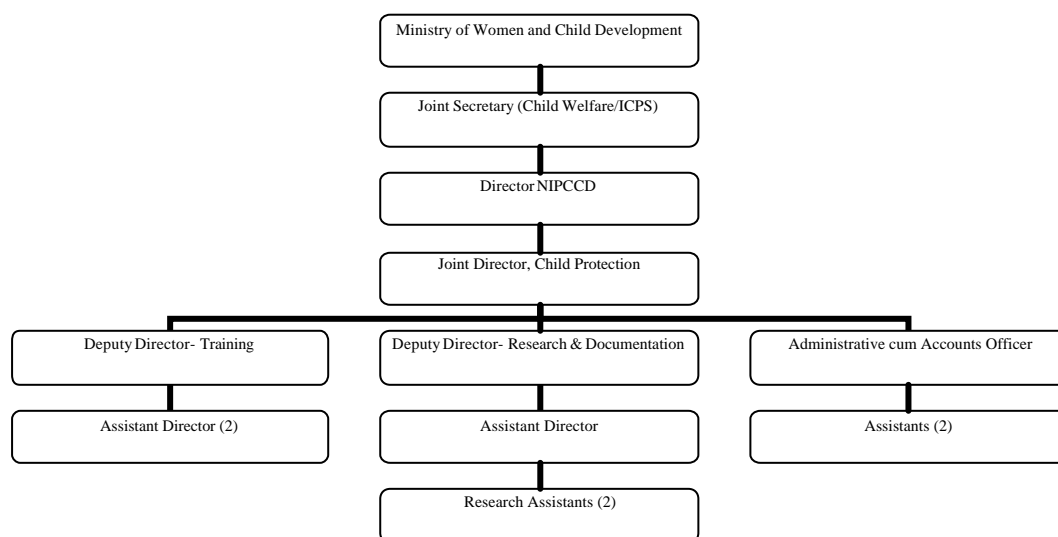 Ministry of Women and Child Development
Joint Secretary (Child Welfare/ICPS)
Director NIPCCD
Joint Director, Child Protection
Deputy Director- Training
Deputy Director- Research & Documentation
Administrative cum Accounts Officer
Assistant Director (2)
Assistant Director
Assistants (2)
Research Assistants (2)